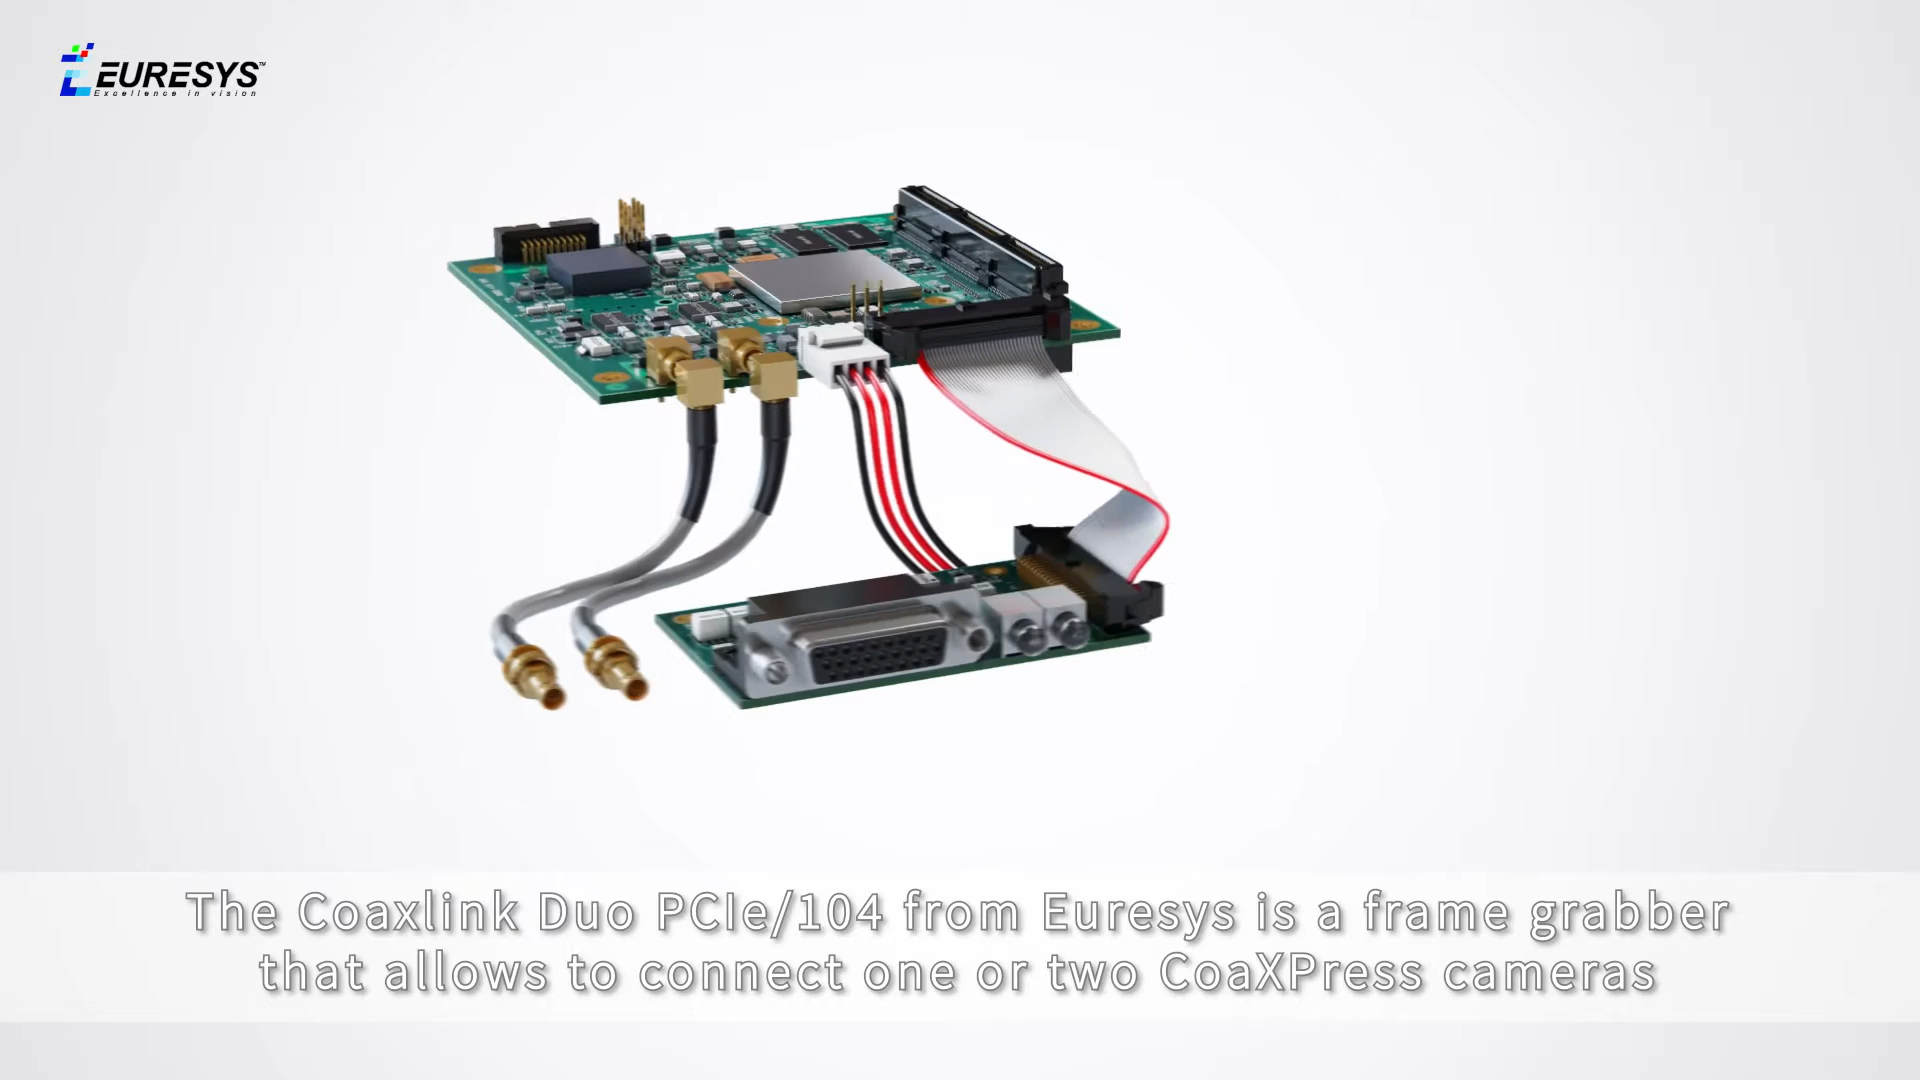 EURESYS™
Excellence in vision
The Coaxlink Duo PCIe/104 from Euresys is a frame grabber
that allows to connect one or two CoaXPress cameras